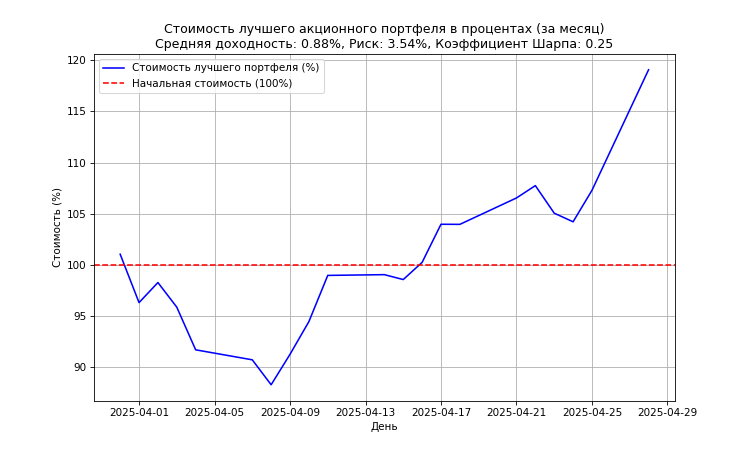 Стоимость лучшего акционного портфеля в процентах (за месяц)
Средняя доходность: 0.88%, Риск: 3.54%, Коэффициент Шарпа: 0.25
Стоимость лучшего портфеля (%)
Начальная стоимость (100%)
Стоимость (%)
120
115
110
105
100
95
90
2025-04-01 2025-04-05 2025-04-09 2025-04-13 2025-04-17 2025-04-21 2025-04-25 2025-04-29
День